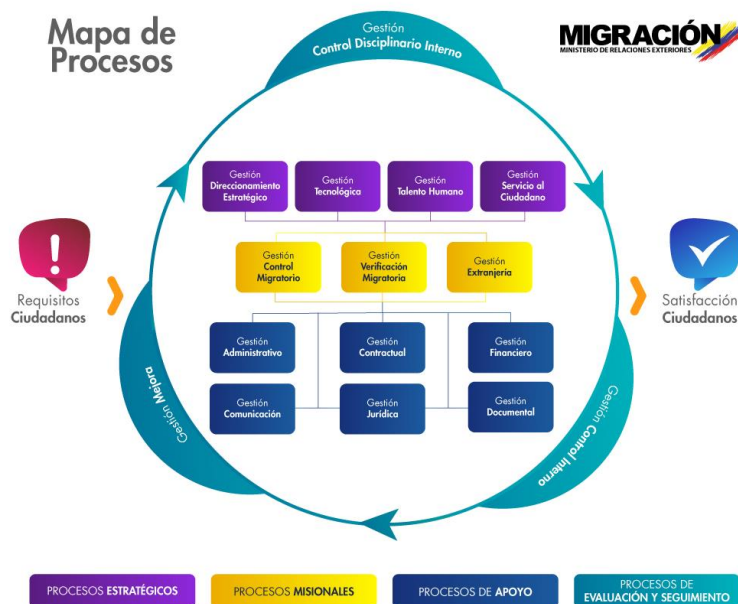 Mapa de
Procesos
Gestión
Control Disciplinario Interno
MIGRACIÓN
MINISTERIO DE RELACIONES EXTERIORES
Gestión
Direccionamiento
Estratégico
Gestión
Tecnológica
Gestión
Talento Humano
Gestión
Servicio al
Ciudadano
Requisitos
Ciudadanos
Gestión
Control
Migratorio
Gestión
Verificación
Migratoria
Gestión
Extranjería
Satisfacción
Ciudadanos
Gestión
Administrativo
Gestión
Contractual
Gestión
Financiero
Gestión
Comunicación
Gestión
Jurídica
Gestión
Documental
Gestión Mejora
Gestión Control Interno
PROCESOS ESTRATÉGICOS
PROCESOS MISIONALES
PROCESOS DE APOYO
PROCESOS DE
EVALUACIÓN Y SEGUIMIENTO